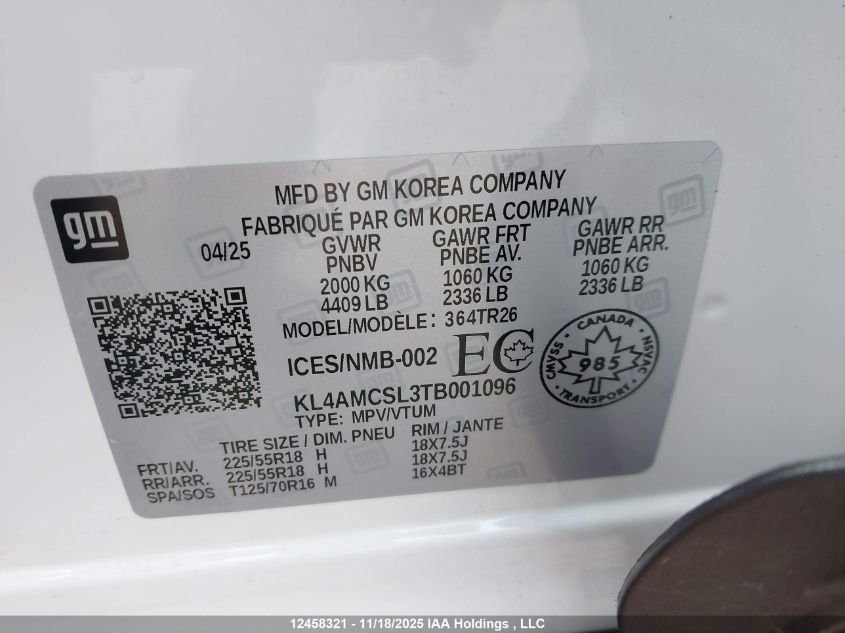 gm
MFD BY GM KOREA COMPANY
FABRIQUÉ PAR GM KOREA COMPANY
04/25
GVWR
PNBV
2000 KG
4409 LB
GAWR FRT
PNBE AV.
1060 KG
2336 LB
GAWR RR
PNBE ARR.
1060 KG
2336 LB
MODEL/MODÈLE: 364TR26
ICES/NMB-002 EC
CANADA
CMVSS 985 NSVAC
TRANSPORT
KL4AMCSL3TB001096
TYPE: MPV/VTUM
TIRE SIZE / DIM. PNEU RIM / JANTE
FRT/AV. 225/55R18 H 18X7.5J
RR/ARR. 225/55R18 H 18X7.5J
SPA/SOS T125/70R16 M 16X4BT
12458321 - 11/18/2025 IAA Holdings , LLC